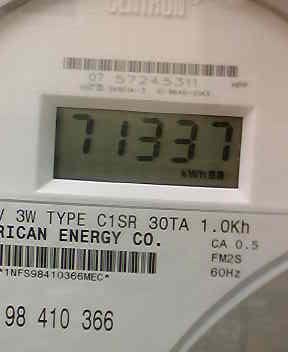 CENTRON
07 57245311
71337
kWh
V 3W TYPE C1SR 30TA 1.0Kh
RICAN ENERGY CO.
CA 0.5
FM2S
60Hz
*1NFS98410366MEC*
98 410 366